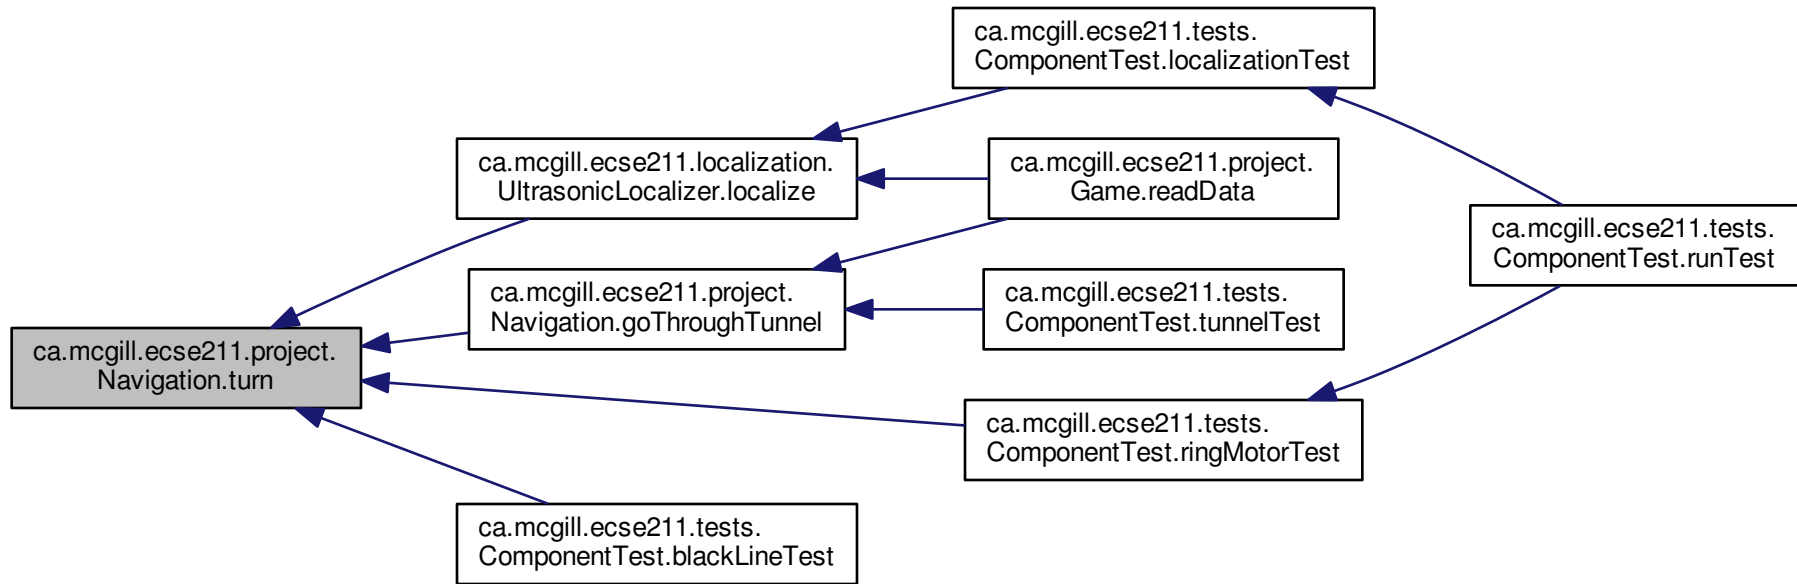 ca.mcgill.ecse211.tests.
ComponentTest.localizationTest
ca.mcgill.ecse211.localization.
UltrasonicLocalizer.localize
ca.mcgill.ecse211.project.
Game.readData
ca.mcgill.ecse211.tests.
ComponentTest.runTest
ca.mcgill.ecse211.project.
Navigation.goThroughTunnel
ca.mcgill.ecse211.tests.
ComponentTest.tunnelTest
ca.mcgill.ecse211.project.
Navigation.turn
ca.mcgill.ecse211.tests.
ComponentTest.ringMotorTest
ca.mcgill.ecse211.tests.
ComponentTest.blackLineTest